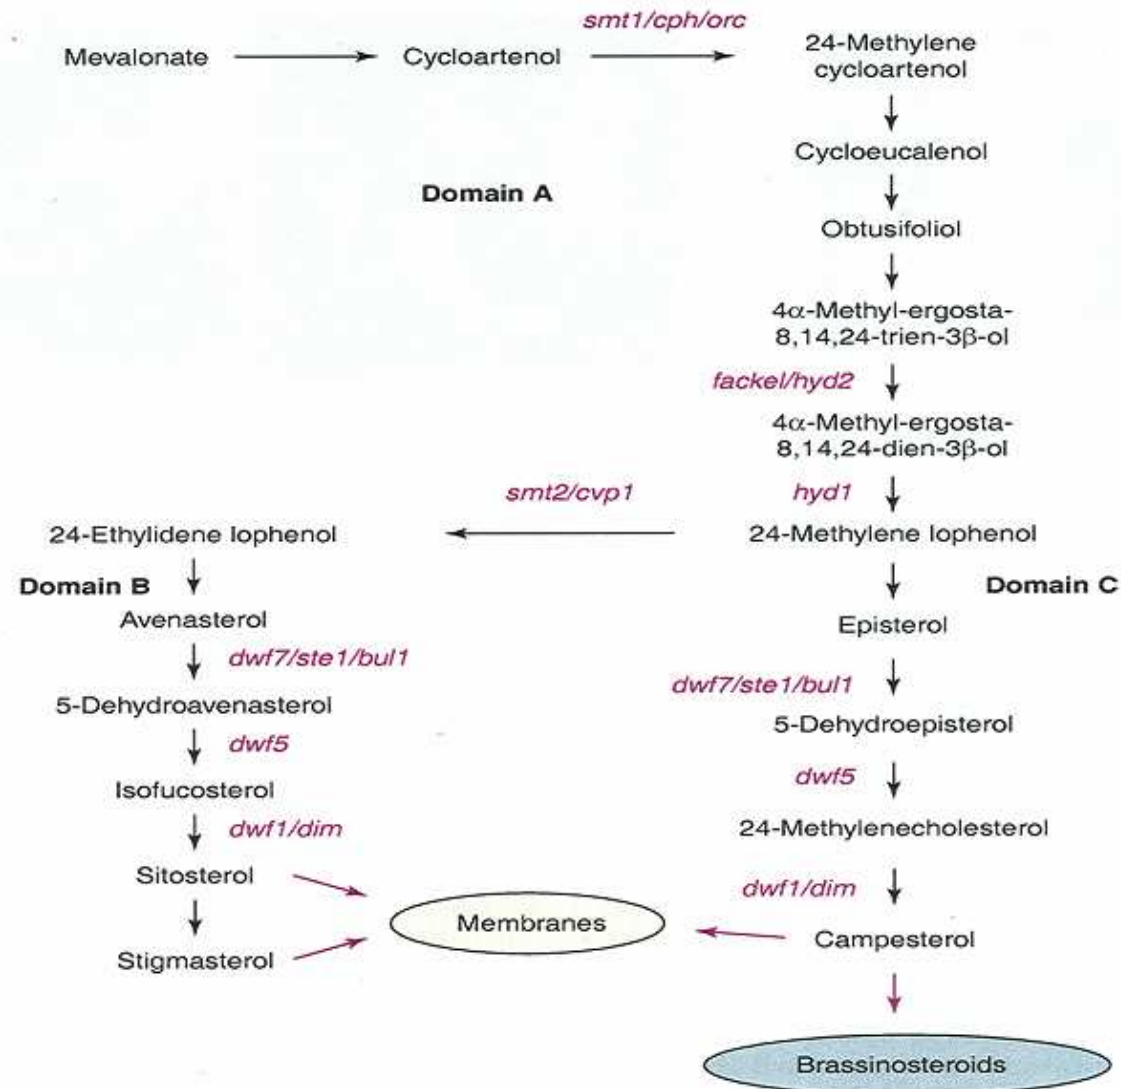 smt1/cph/orc
Mevalonate
Cycloartenol
24-Methylene
cycloartenol
Cycloeucalenol
Domain A
Obtusifoliol
4α-Methyl-ergosta-
8,14,24-trien-3β-ol
fackel/hyd2
4α-Methyl-ergosta-
8,14,24-dien-3β-ol
smt2/cvp1
hyd1
24-Ethylidene lophenol
24-Methylene lophenol
Domain B
Domain C
Avenasterol
Episterol
dwf7/ste1/bul1
dwf7/ste1/bul1
5-Dehydroavenasterol
5-Dehydroepisterol
dwf5
dwf5
Isofucosterol
24-Methylenecholesterol
dwf1/dim
dwf1/dim
Sitosterol
Membranes
Campesterol
Stigmasterol
Brassinosteroids